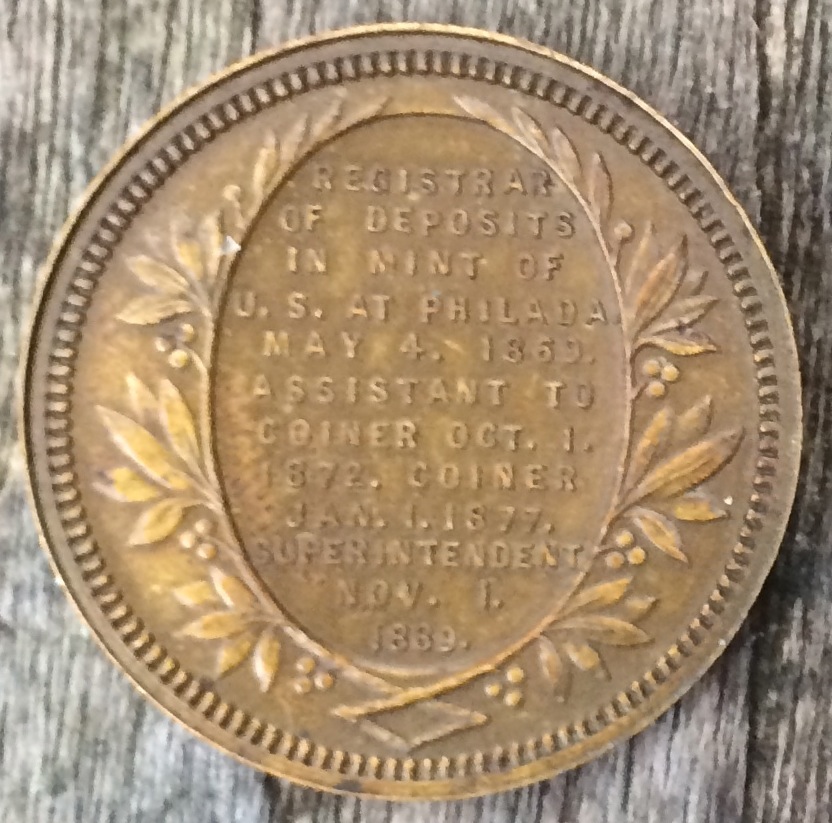 REGISTRAR
OF DEPOSITS
IN MINT OF
U. S. AT PHILADA.
MAY 4. 1869.
ASSISTANT TO
COINER OCT. 1.
1872. COINER
JAN. 1. 1877.
SUPERINTENDENT
NOV. 1.
1889.